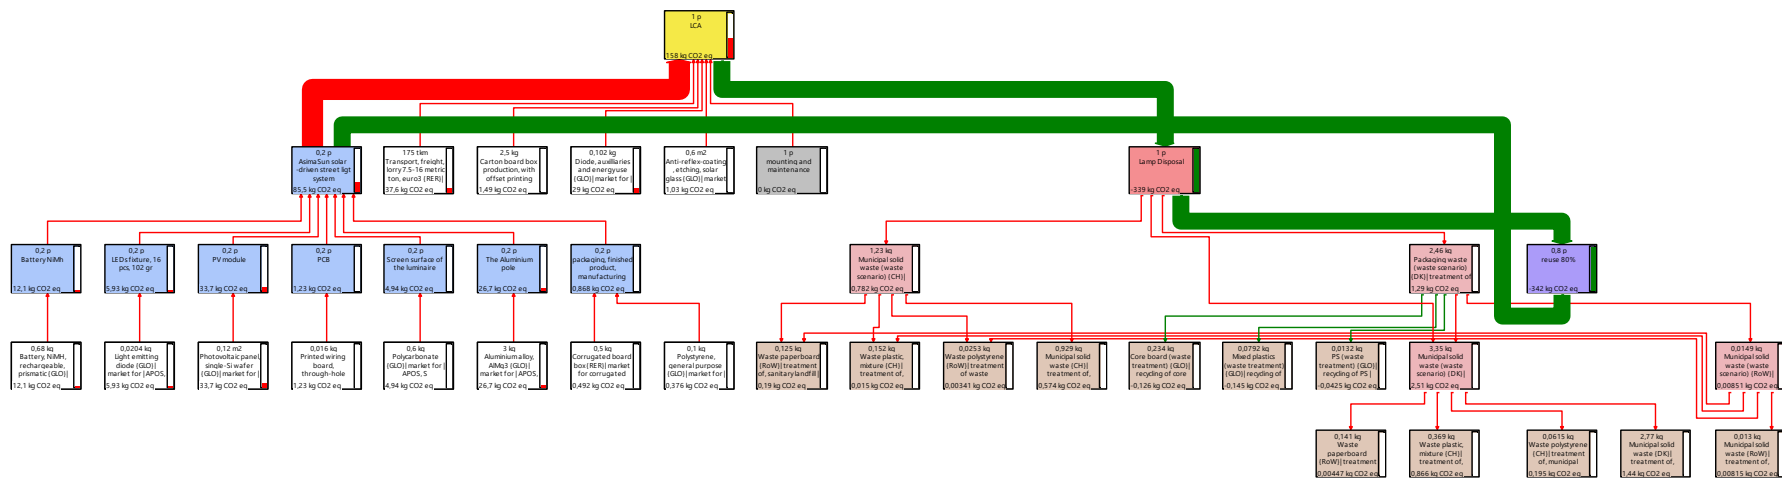 1 p
LCA
158 kg CO2 eq
0,2 p
AsimaSun solar
-driven street ligt
system
85,5 kg CO2 eq
175 tkm
Transport, freight,
lorry 7.5-16 metric
ton, euro3 {RER}|
37,6 kg CO2 eq
2,5 kg
Carton board box
production, with
offset printing
1,49 kg CO2 eq
0,102 kg
Diode, auxilliaries
and energy use
{GLO}| market for |
29 kg CO2 eq
0,6 m2
Anti-reflex-coating
, etching, solar
glass {GLO}| market
1,03 kg CO2 eq
1 p
mounting and
maintenance
0 kg CO2 eq
1 p
Lamp Disposal
-339 kg CO2 eq
0,2 p
Battery NiMh
12,1 kg CO2 eq
0,2 p
LEDs fixture, 16
pcs, 102 gr
5,93 kg CO2 eq
0,2 p
PV module
33,7 kg CO2 eq
0,2 p
PCB
1,23 kg CO2 eq
0,2 p
Screen surface of
the luminaire
4,94 kg CO2 eq
0,2 p
The Aluminium
pole
26,7 kg CO2 eq
0,2 p
packaging, finished
product,
manufacturing
0,868 kg CO2 eq
1,23 kg
Municipal solid
waste (waste
scenario) {CH}|
0,782 kg CO2 eq
2,46 kg
Packaging waste
(waste scenario)
{DK}| treatment of
1,29 kg CO2 eq
0,8 p
reuse 80%
-342 kg CO2 eq
0,68 kg
Battery, NiMH,
rechargeable,
prismatic {GLO}|
12,1 kg CO2 eq
0,0204 kg
Light emitting
diode {GLO}|
market for | APOS,
5,93 kg CO2 eq
0,12 m2
Photovoltaic panel,
single-Si wafer
{GLO}| market for |
33,7 kg CO2 eq
0,016 kg
Printed wiring
board,
through-hole
1,23 kg CO2 eq
0,6 kg
Polycarbonate
{GLO}| market for |
APOS, S
4,94 kg CO2 eq
3 kg
Aluminium alloy,
AlMg3 {GLO}|
market for | APOS,
26,7 kg CO2 eq
0,5 kg
Corrugated board
box {RER}| market
for corrugated
0,492 kg CO2 eq
0,1 kg
Polystyrene,
general purpose
{GLO}| market for |
0,376 kg CO2 eq
0,125 kg
Waste paperboard
{RoW}| treatment
of, sanitary landfill |
0,19 kg CO2 eq
0,152 kg
Waste plastic,
mixture {CH}|
treatment of,
0,015 kg CO2 eq
0,0253 kg
Waste polystyrene
{RoW}| treatment
of waste
0,00341 kg CO2 eq
0,929 kg
Municipal solid
waste {CH}|
treatment of,
0,574 kg CO2 eq
0,234 kg
Core board (waste
treatment) {GLO}|
recycling of core
-0,126 kg CO2 eq
0,0792 kg
Mixed plastics
(waste treatment)
{GLO}| recycling of
-0,145 kg CO2 eq
0,0132 kg
PS (waste
treatment) {GLO}|
recycling of PS |
-0,0425 kg CO2 eq
3,35 kg
Municipal solid
waste (waste
scenario) {DK}|
2,51 kg CO2 eq
0,0149 kg
Municipal solid
waste (waste
scenario) {RoW}|
0,00851 kg CO2 eq
0,141 kg
Waste
paperboard
{RoW}| treatment
0,00447 kg CO2 eq
0,369 kg
Waste plastic,
mixture {CH}|
treatment of,
0,866 kg CO2 eq
0,0615 kg
Waste polystyrene
{CH}| treatment
of, municipal
0,195 kg CO2 eq
2,77 kg
Municipal solid
waste {DK}|
treatment of,
1,44 kg CO2 eq
0,013 kg
Municipal solid
waste {RoW}|
treatment of,
0,00815 kg CO2 eq